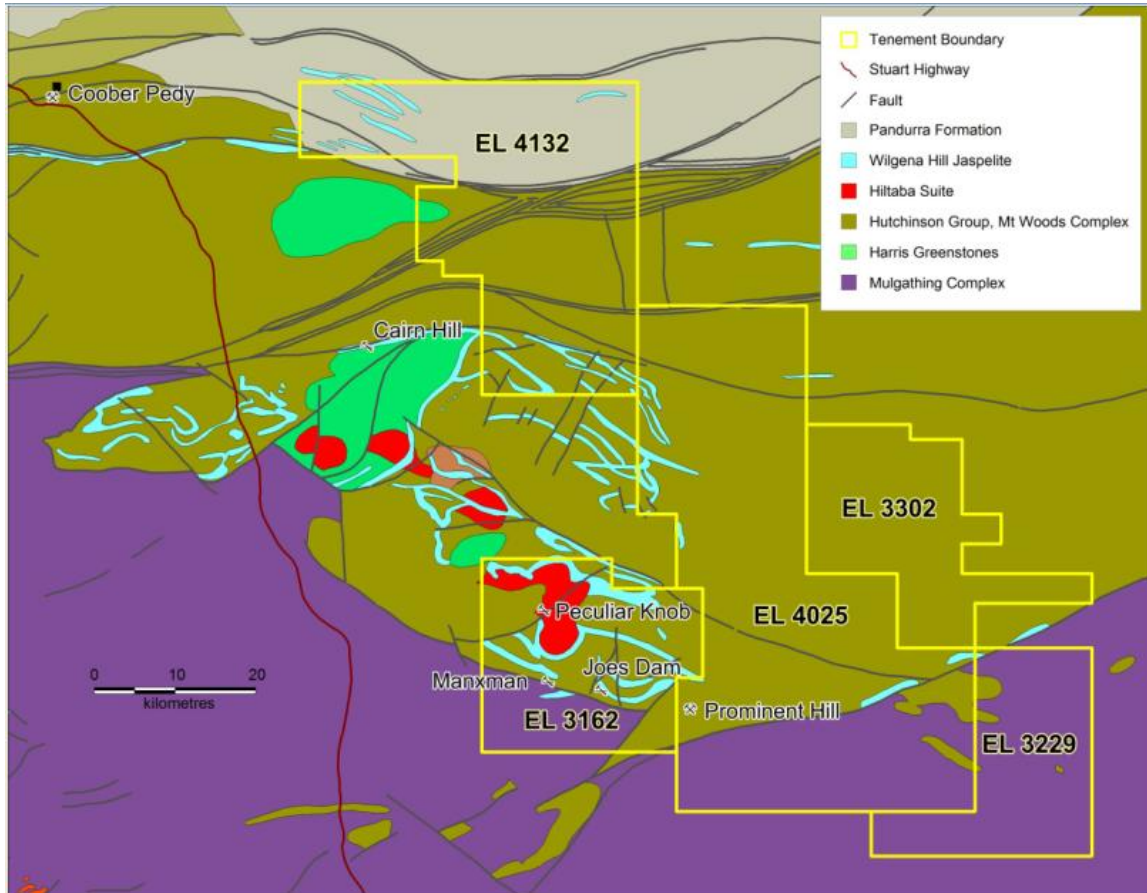 Tenement Boundary
Stuart Highway
Fault
Pandurra Formation
Wilgena Hill Jaspelite
Hiltaba Suite
Hutchinson Group, Mt Woods Complex
Harris Greenstones
Mulgathing Complex
Coober Pedy
EL 4132
Cairn Hill
EL 3302
Peculiar Knob
EL 4025
Joes Dam
Manxman
EL 3162
Prominent Hill
EL 3229
0 10 20
kilometres